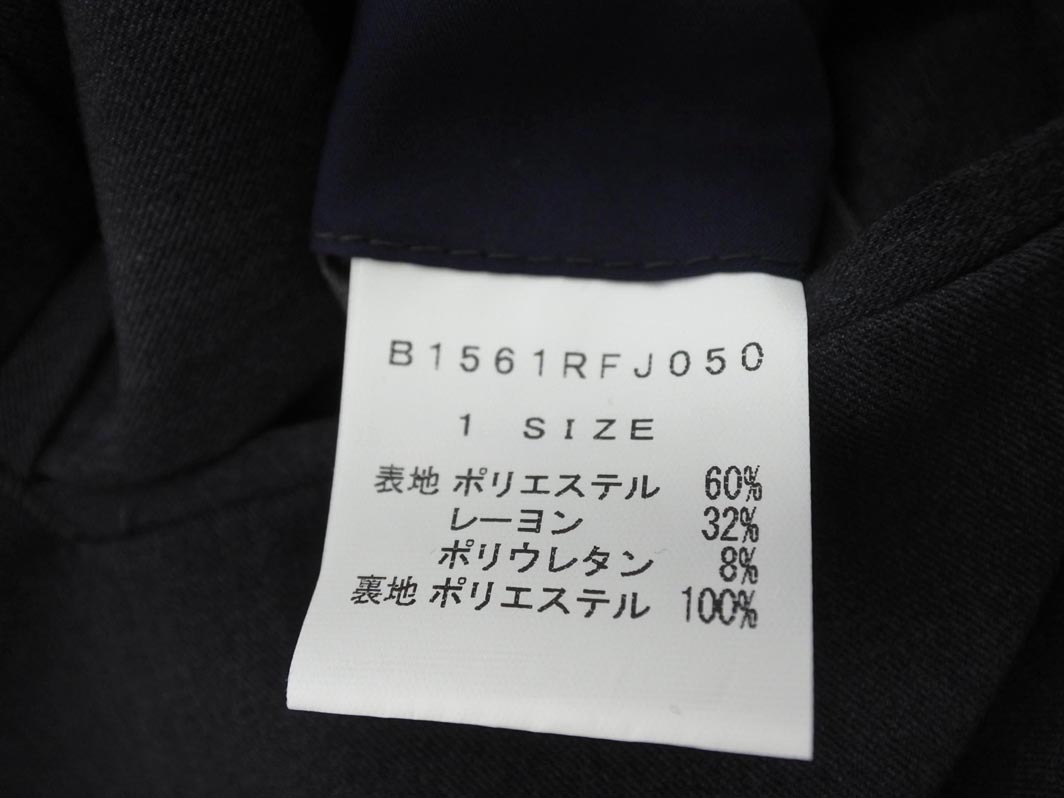 B1561RFJ050
1 SIZE
表地 ポリエステル 60%
レーヨン 32%
ポリウレタン 8%
裏地 ポリエステル 100%